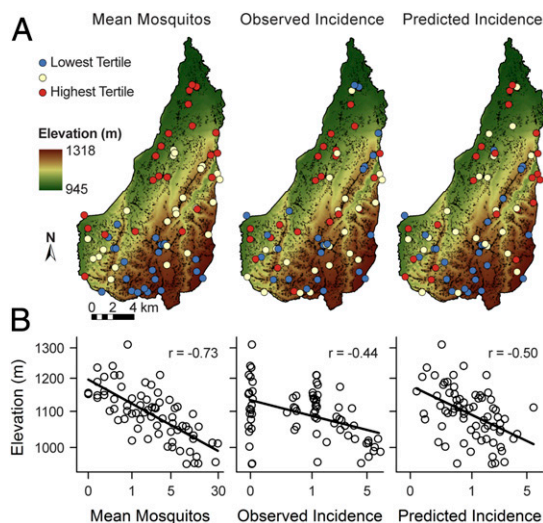 A
Mean Mosquitos
Observed Incidence
Predicted Incidence
Lowest Tertile
Highest Tertile
Elevation (m)
1318
945
N
0 2 4 km
B
Elevation (m)
1300
1200
1100
1000
r = -0.73
r = -0.44
r = -0.50
0 1 5 30
0 1 5
0 1 5
Mean Mosquitos
Observed Incidence
Predicted Incidence